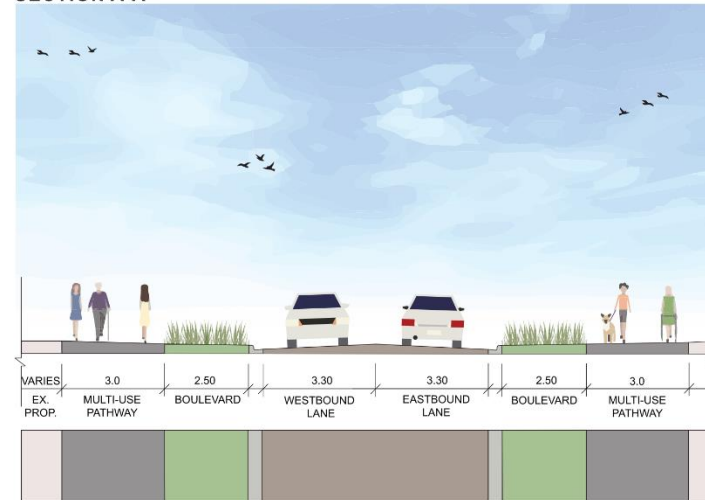 VARIES 3.0 2.50 3.30 3.30 2.50 3.0
EX. PROP.
MULTI-USE PATHWAY
BOULEVARD
WESTBOUND LANE
EASTBOUND LANE
BOULEVARD
MULTI-USE PATHWAY